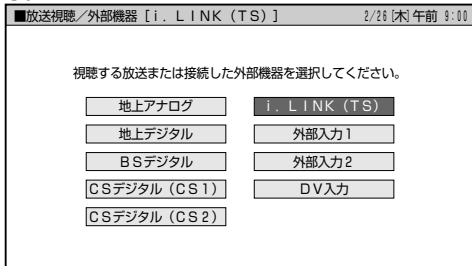 ■放送視聴／外部機器［ｉ．ＬＩＮＫ（ＴＳ）］ 2/26[木]午前 9:00
視聴する放送または接続した外部機器を選択してください。
地上アナログ ｉ．ＬＩＮＫ（ＴＳ）
地上デジタル 外部入力１
ＢＳデジタル 外部入力２
ＣＳデジタル（ＣＳ１） ＤＶ入力
ＣＳデジタル（ＣＳ２）